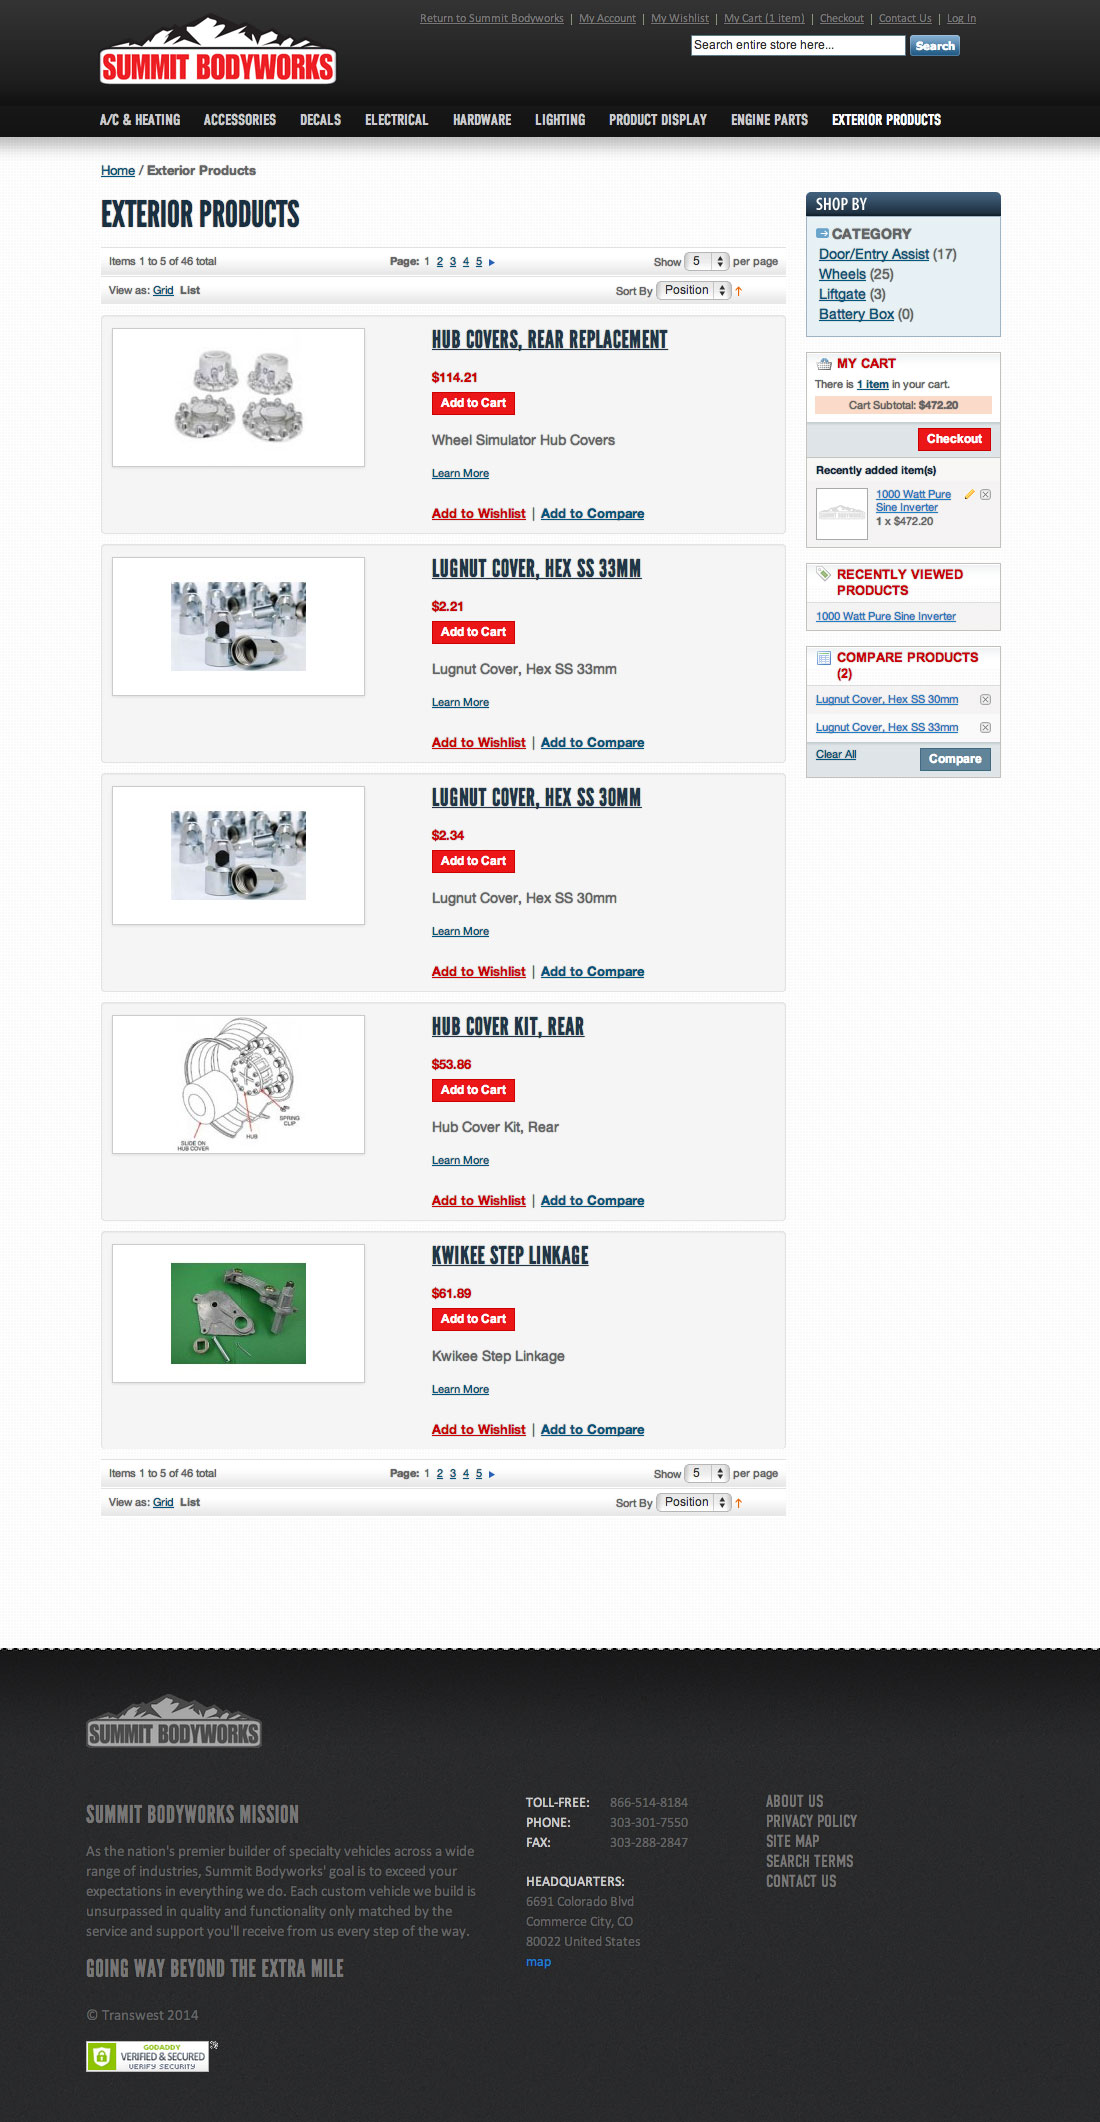 Return to Summit Bodyworks | My Account | My Wishlist | My Cart (1 item) | Checkout | Contact Us | Log In
SUMMIT BODYWORKS
Search entire store here... Search
A/C & HEATING ACCESSORIES DECALS ELECTRICAL HARDWARE LIGHTING PRODUCT DISPLAY ENGINE PARTS EXTERIOR PRODUCTS
Home / Exterior Products
EXTERIOR PRODUCTS
Items 1 to 5 of 46 total Page: 1 2 3 4 5 Show 5 per page
View as: Grid List Sort By Position
HUB COVERS, REAR REPLACEMENT
$114.21
Add to Cart
Wheel Simulator Hub Covers
Learn More
Add to Wishlist | Add to Compare
LUGNUT COVER, HEX SS 33MM
$2.21
Add to Cart
Lugnut Cover, Hex SS 33mm
Learn More
Add to Wishlist | Add to Compare
LUGNUT COVER, HEX SS 30MM
$2.34
Add to Cart
Lugnut Cover, Hex SS 30mm
Learn More
Add to Wishlist | Add to Compare
HUB COVER KIT, REAR
$53.86
Add to Cart
Hub Cover Kit, Rear
Learn More
Add to Wishlist | Add to Compare
SPRING
CLIP
HUB
SLIDE ON
HUB COVER
KWIKEE STEP LINKAGE
$61.89
Add to Cart
Kwikee Step Linkage
Learn More
Add to Wishlist | Add to Compare
Items 1 to 5 of 46 total Page: 1 2 3 4 5 Show 5 per page
View as: Grid List Sort By Position
SHOP BY
CATEGORY
Door/Entry Assist (17)
Wheels (25)
Liftgate (3)
Battery Box (0)
MY CART
There is 1 item in your cart.
Cart Subtotal: $472.20
Checkout
Recently added item(s)
SUMMIT BODYWORKS
1000 Watt Pure
Sine Inverter
1 x $472.20
RECENTLY VIEWED
PRODUCTS
1000 Watt Pure Sine Inverter
COMPARE PRODUCTS
(2)
Lugnut Cover, Hex SS 30mm
Lugnut Cover, Hex SS 33mm
Clear All Compare
SUMMIT BODYWORKS
SUMMIT BODYWORKS MISSION
As the nation's premier builder of specialty vehicles across a wide
range of industries, Summit Bodyworks' goal is to exceed your
expectations in everything we do. Each custom vehicle we build is
unsurpassed in quality and functionality only matched by the
service and support you'll receive from us every step of the way.
GOING WAY BEYOND THE EXTRA MILE
© Transwest 2014
GODADDY
VERIFIED & SECURED
VERIFY SECURITY
TOLL-FREE: 866-514-8184
PHONE: 303-301-7550
FAX: 303-288-2847
HEADQUARTERS:
6691 Colorado Blvd
Commerce City, CO
80022 United States
map
ABOUT US
PRIVACY POLICY
SITE MAP
SEARCH TERMS
CONTACT US